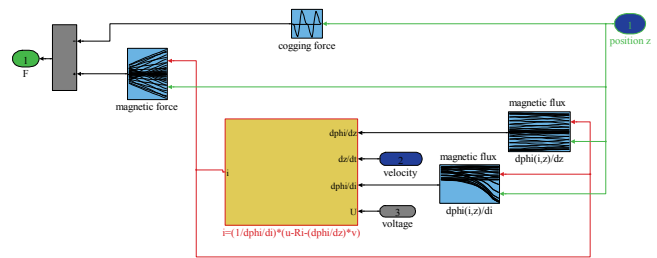 cogging force
1
position z
1
F
magnetic force
magnetic flux
dphi(i,z)/dz
magnetic flux
dphi(i,z)/di
dphi/dz
dz/dt
dphi/di
U
i
2
velocity
3
voltage
i=(1/dphi/di)*(u-Ri-(dphi/dz)*v)